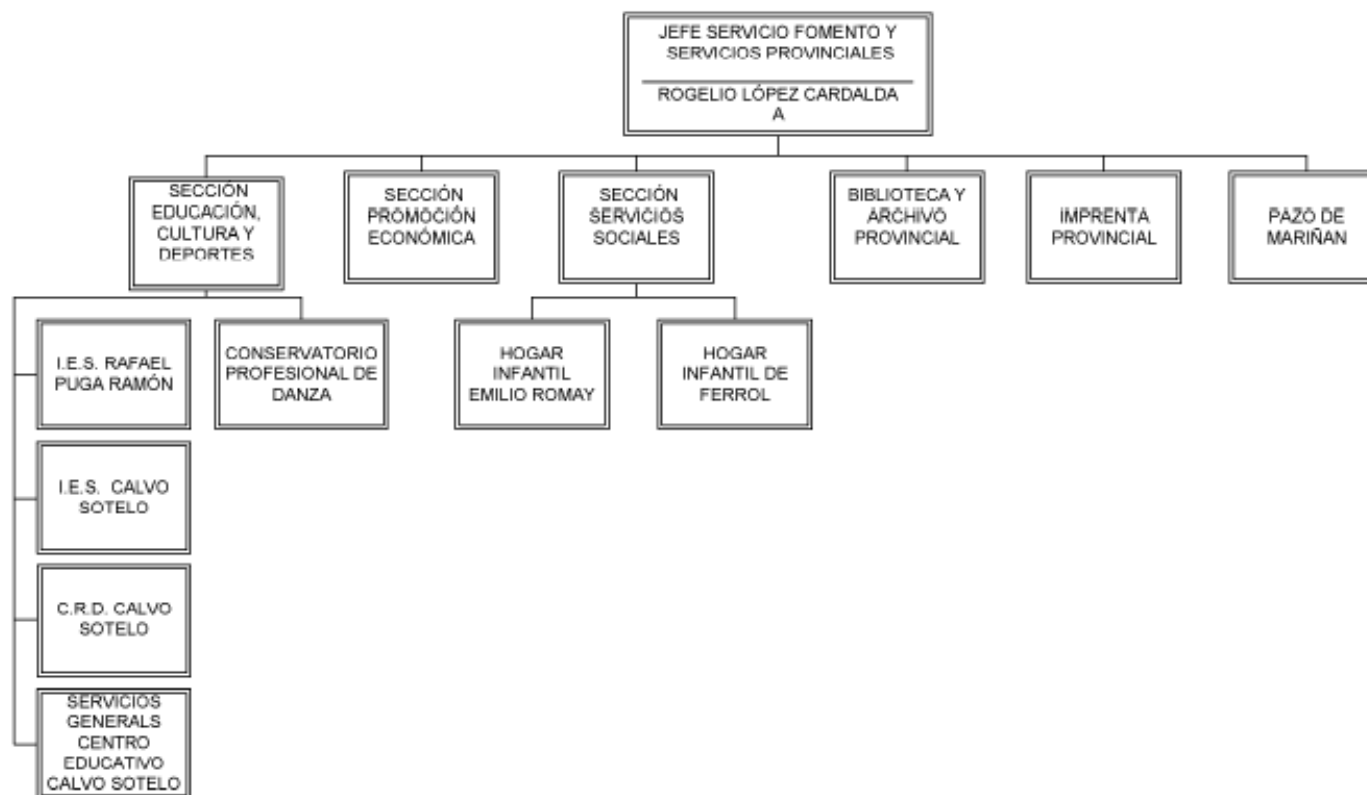 JEFE SERVICIO FOMENTO Y
SERVICIOS PROVINCIALES
ROGELIO LÓPEZ CARDALDA
A
SECCIÓN
EDUCACIÓN,
CULTURA Y
DEPORTES
SECCIÓN
PROMOCIÓN
ECONÓMICA
SECCIÓN
SERVICIOS
SOCIALES
BIBLIOTECA Y
ARCHIVO
PROVINCIAL
IMPRENTA
PROVINCIAL
PAZO DE
MARIÑAN
I.E.S. RAFAEL
PUGA RAMÓN
CONSERVATORIO
PROFESIONAL DE
DANZA
HOGAR
INFANTIL
EMILIO ROMAY
HOGAR
INFANTIL DE
FERROL
I.E.S. CALVO
SOTELO
C.R.D. CALVO
SOTELO
SERVICIOS
GENERALS
CENTRO
EDUCATIVO
CALVO SOTELO